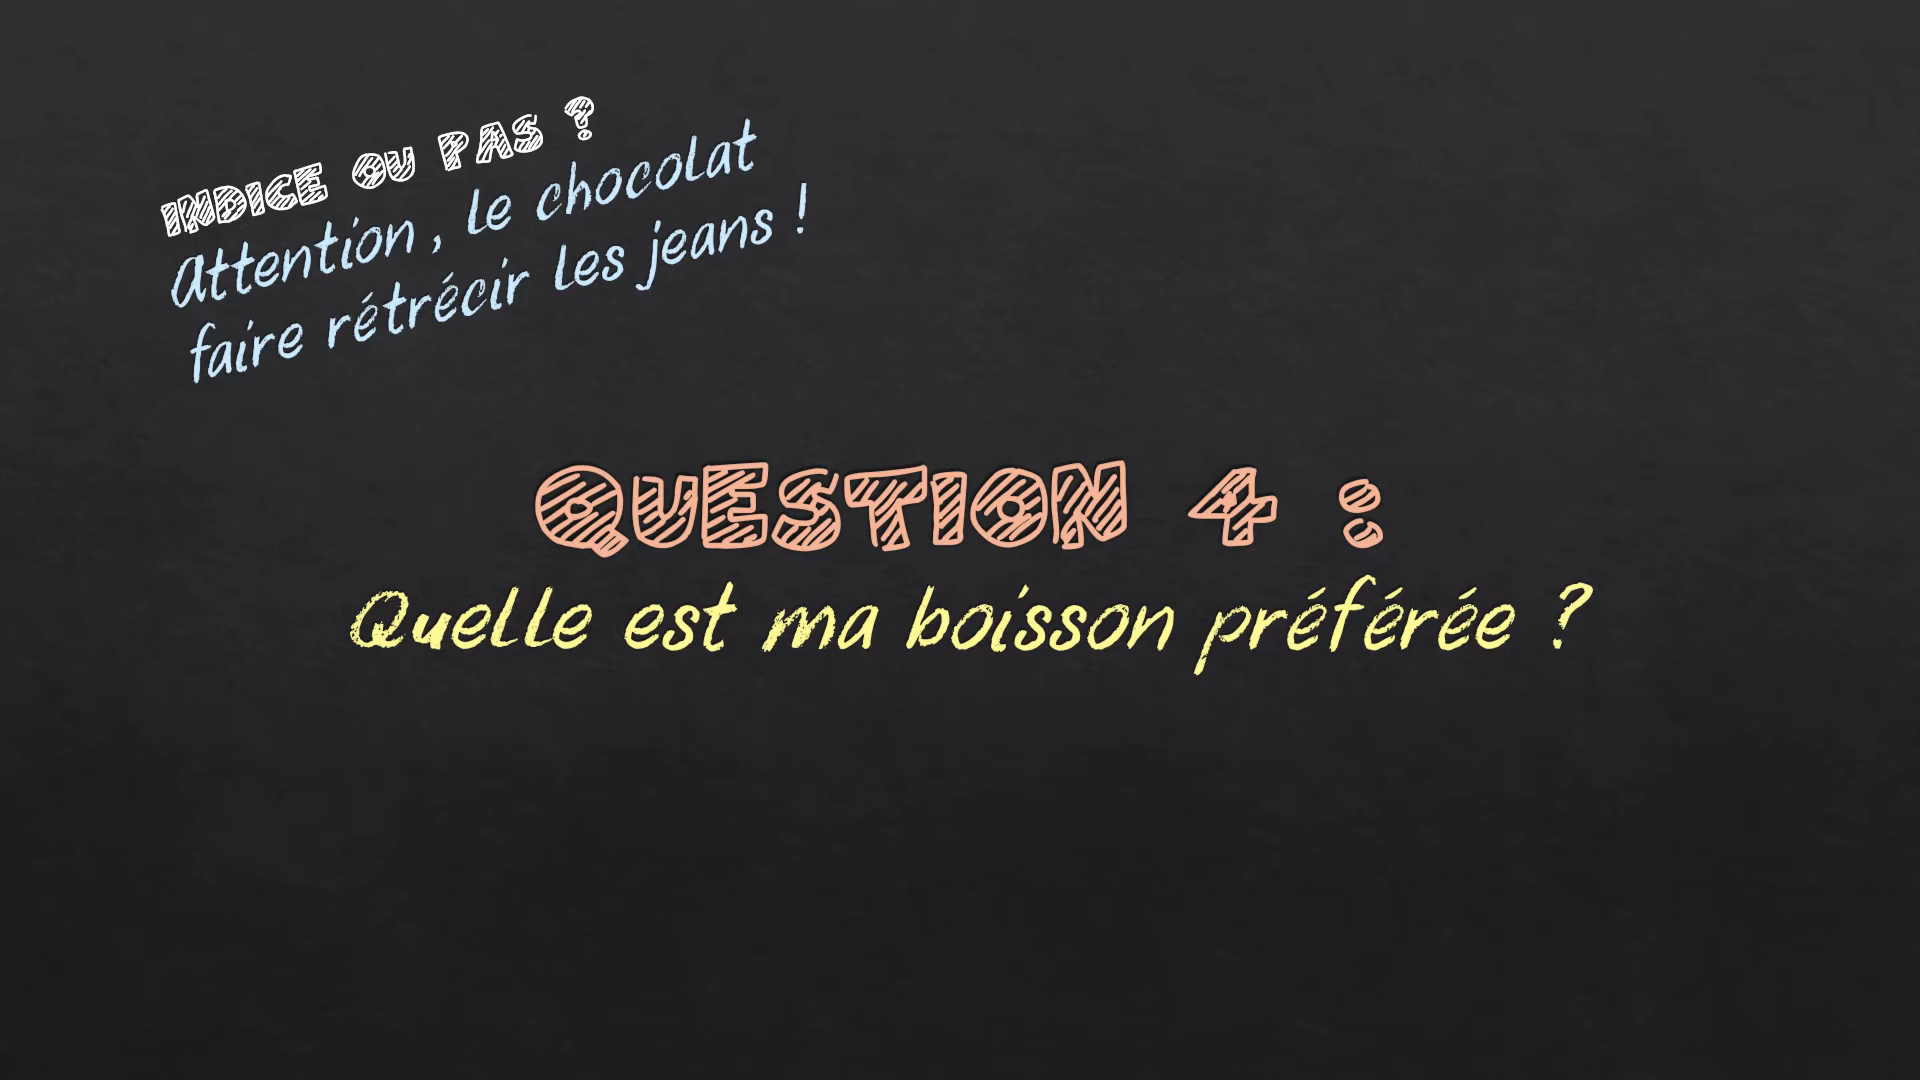 INDICE OU PAS ?
Attention, le chocolat
faire rétrécir les jeans !
QUESTION 4 :
Quelle est ma boisson préférée ?